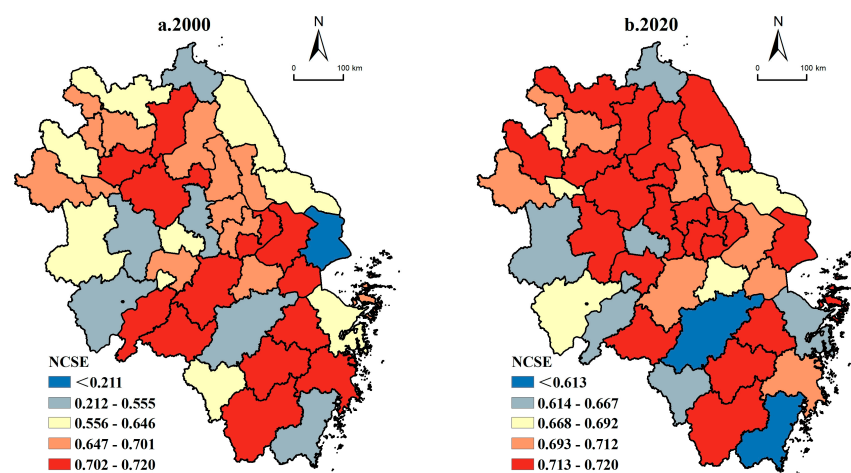 a.2000
N
0 100 km
NCSE
＜0.211
0.212 - 0.555
0.556 - 0.646
0.647 - 0.701
0.702 - 0.720
b.2020
N
0 100 km
NCSE
＜0.613
0.614 - 0.667
0.668 - 0.692
0.693 - 0.712
0.713 - 0.720